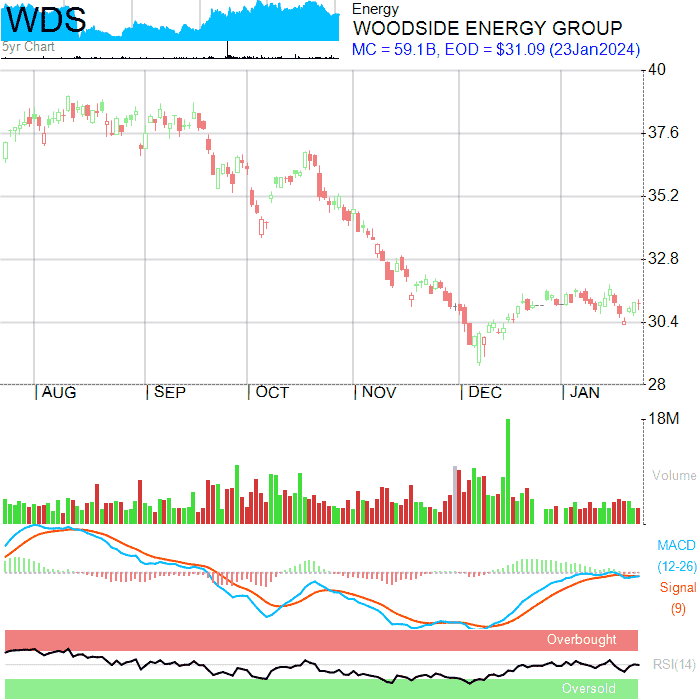 WDS
5yr Chart
Energy
WOODSIDE ENERGY GROUP
MC = 59.1B, EOD = $31.09 (23Jan2024)
40
37.6
35.2
32.8
30.4
28
AUG
SEP
OCT
NOV
DEC
JAN
18M
Volume
MACD
(12-26)
Signal
(9)
Overbought
RSI(14)
Oversold